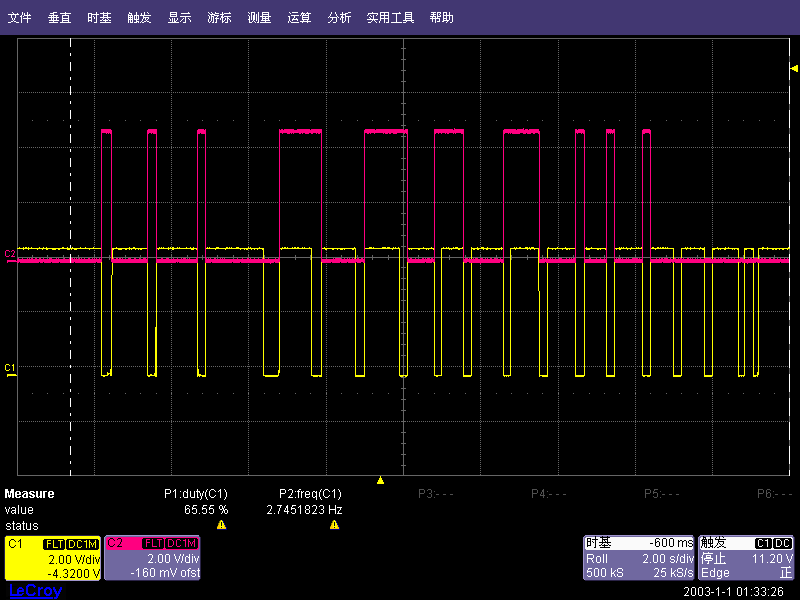 文件 垂直 时基 触发 显示 游标 测量 运算 分析 实用工具 帮助
C2
C1
Measure P1:duty(C1) P2:freq(C1) P3:- - - P4:- - - P5:- - - P6:- - -
value 65.55 % 2.7451823 Hz
status
C1 FLT DC1M C2 FLT DC1M 时基 -600 ms 触发 C1 DC
2.00 V/div 2.00 V/div Roll 2.00 s/div 停止 11.20 V
-4.3200 V -160 mV ofst 500 kS 25 kS/s Edge 正
LeCroy 2003-1-1 01:33:26